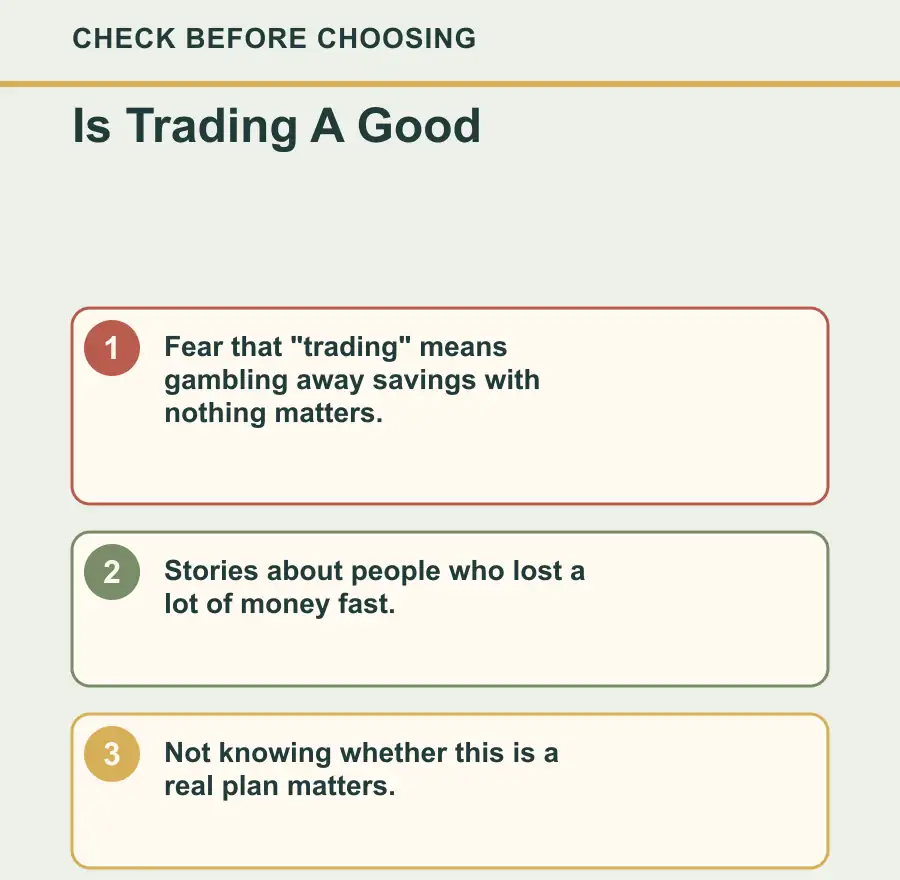 CHECK BEFORE CHOOSING
Is Trading A Good
1
Fear that "trading" means
gambling away savings with
nothing matters.
2
Stories about people who lost a
lot of money fast.
3
Not knowing whether this is a
real plan matters.